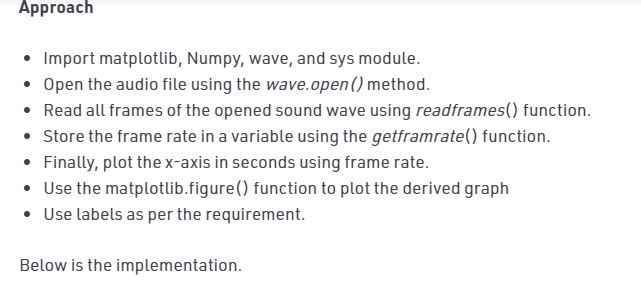 Approach
• Import matplotlib, Numpy, wave, and sys module.
• Open the audio file using the wave.open() method.
• Read all frames of the opened sound wave using readframes() function.
• Store the frame rate in a variable using the getframrate() function.
• Finally, plot the x-axis in seconds using frame rate.
• Use the matplotlib.figure() function to plot the derived graph
• Use labels as per the requirement.
Below is the implementation.